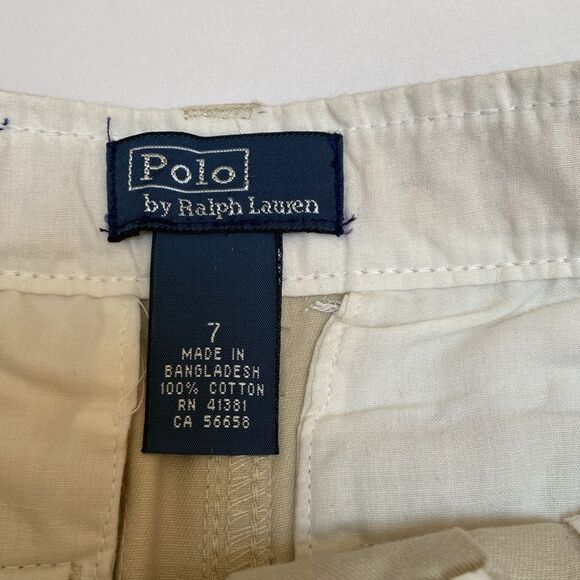 Polo
by Ralph Lauren
7
MADE IN
BANGLADESH
100% COTTON
RN 41381
CA 56658